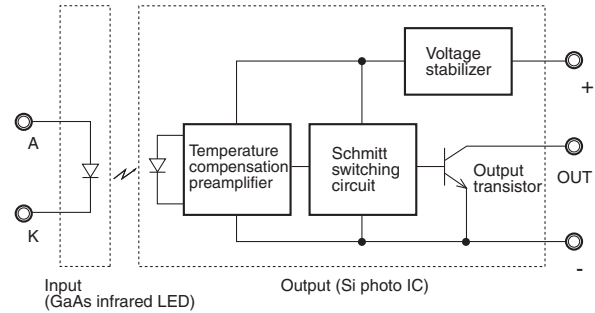 Voltage
stabilizer
+
A
Temperature
compensation
preamplifier
Schmitt
switching
circuit
Output
transistor
OUT
K
-
Input
(GaAs infrared LED)
Output (Si photo IC)